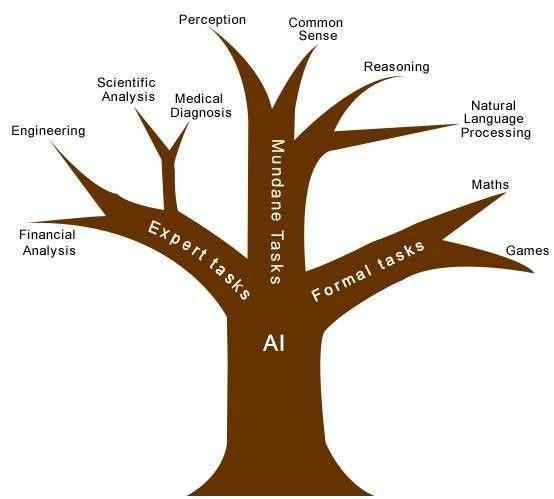 Perception
Common
Sense
Reasoning
Scientific
Analysis
Medical
Diagnosis
Natural
Language
Processing
Engineering
Mundane Tasks
Maths
Financial
Analysis
Expert tasks
Formal tasks
Games
AI